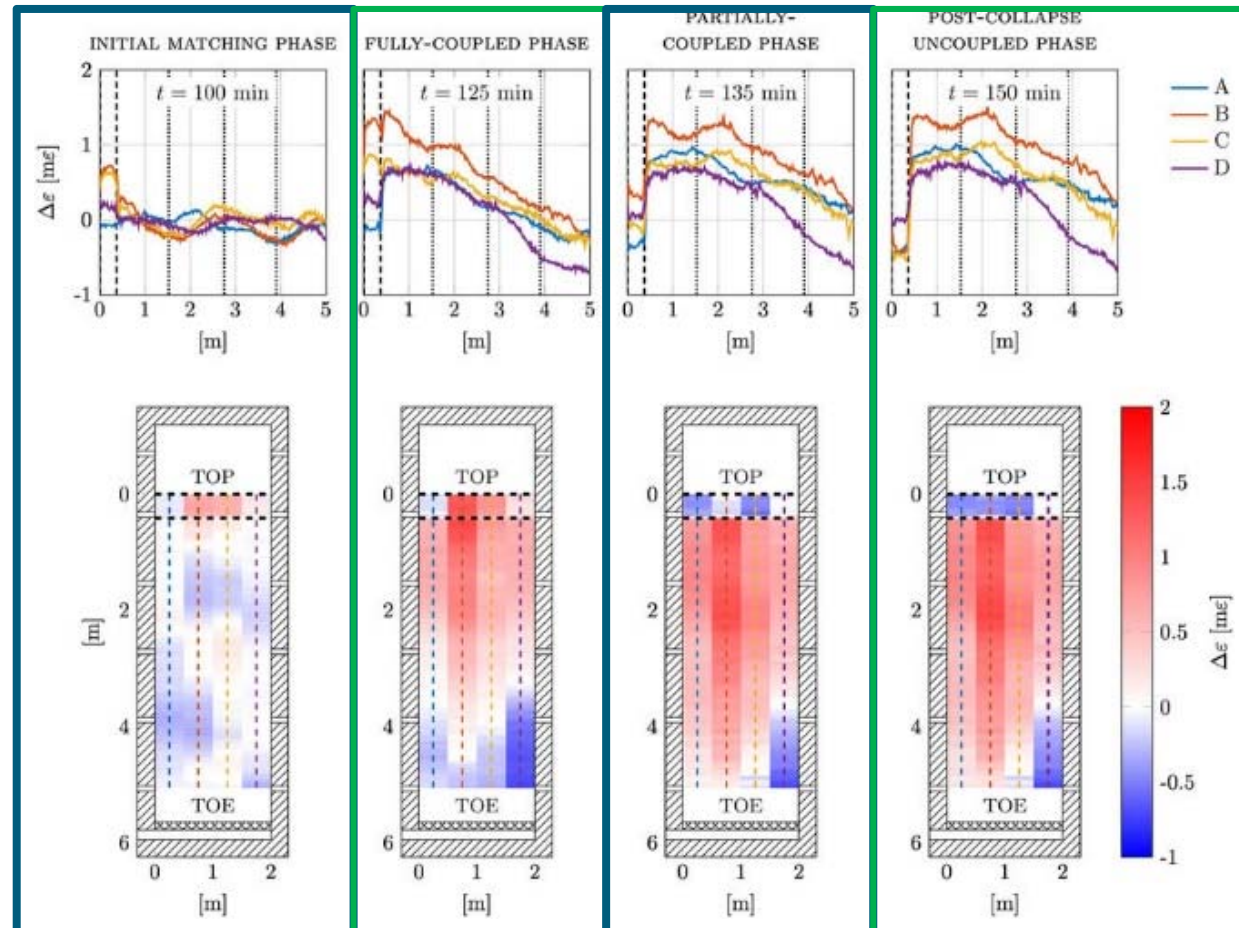 INITIAL MATCHING PHASE
FULLY-COUPLED PHASE
PARTIALLY-
COUPLED PHASE
POST-COLLAPSE
UNCOUPLED PHASE
t = 100 min
t = 125 min
t = 135 min
t = 150 min
A
B
C
D
Δε [mε]
2
1
0
-1
0 1 2 3 4 5
0 1 2 3 4 5
0 1 2 3 4 5
0 1 2 3 4 5
[m]
[m]
[m]
[m]
TOP
TOP
TOP
TOP
0
2
4
6
0
2
4
6
0
2
4
6
0
2
4
6
[m]
TOE
TOE
TOE
TOE
0 1 2
0 1 2
0 1 2
0 1 2
[m]
[m]
[m]
[m]
2
1.5
1
0.5
0
-0.5
-1
Δε [mε]